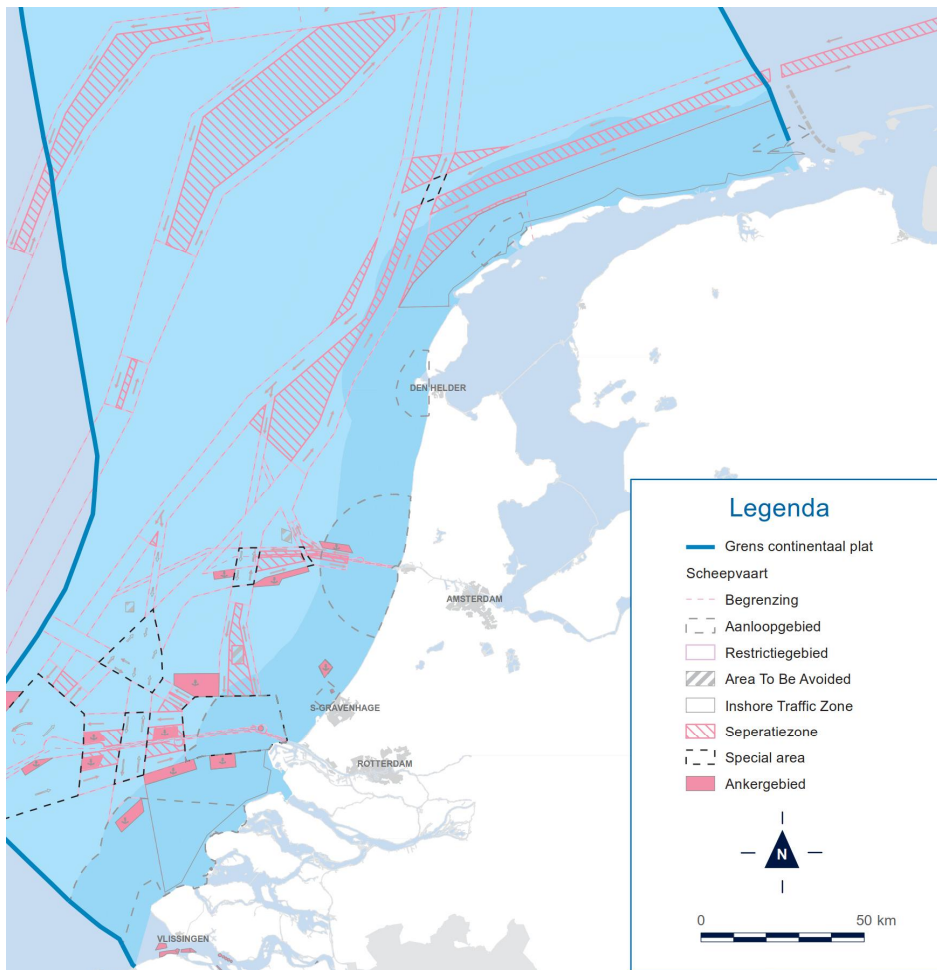 DEN HELDER
AMSTERDAM
S-GRAVENHAGE
ROTTERDAM
VLISSINGEN
Legenda
Grens continentaal plat
Scheepvaart
Begrenzing
Aanloopgebied
Restrictiegebied
Area To Be Avoided
Inshore Traffic Zone
Seperatiezone
Special area
Ankergebied
N
0 50 km